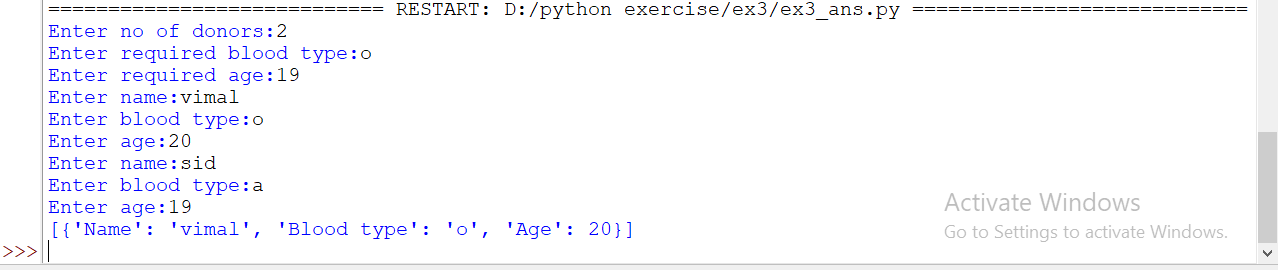 ============================ RESTART: D:/python exercise/ex3/ex3_ans.py ============================
Enter no of donors:2
Enter required blood type:o
Enter required age:19
Enter name:vimal
Enter blood type:o
Enter age:20
Enter name:sid
Enter blood type:a
Enter age:19
[{'Name': 'vimal', 'Blood type': 'o', 'Age': 20}]
>>>
Activate Windows
Go to Settings to activate Windows.